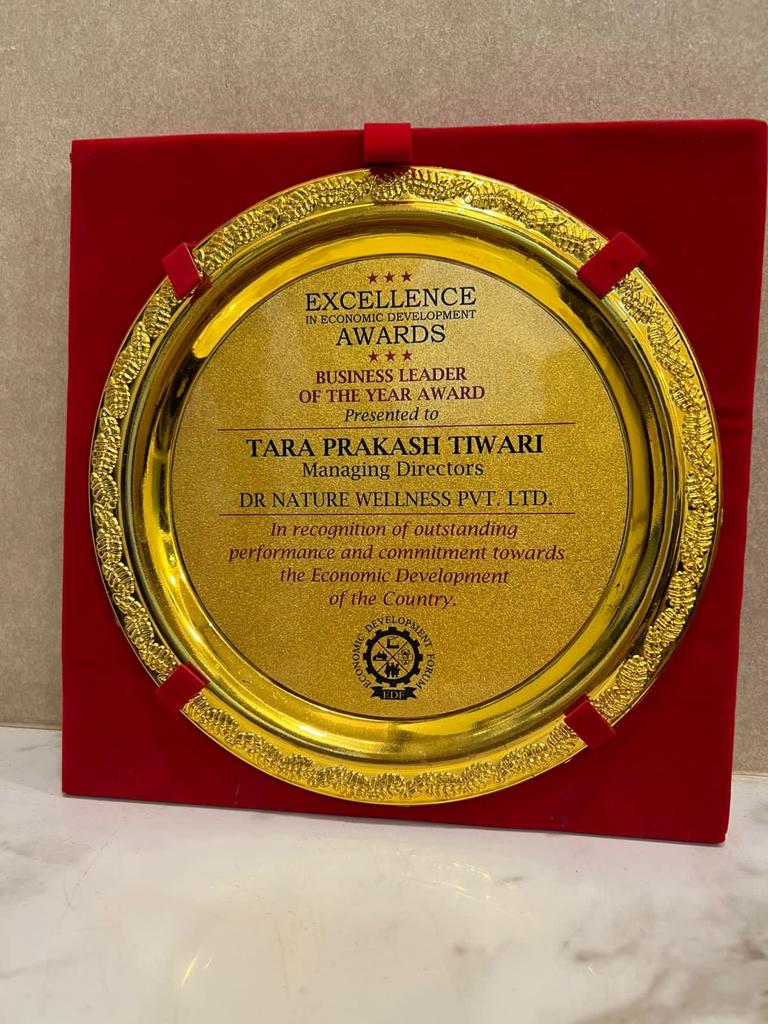 EXCELLENCE
IN ECONOMIC DEVELOPMENT
AWARDS
BUSINESS LEADER
OF THE YEAR AWARD
Presented to
TARA PRAKASH TIWARI
Managing Directors
DR NATURE WELLNESS PVT. LTD.
In recognition of outstanding
performance and commitment towards
the Economic Development
of the Country.
ECONOMIC DEVELOPMENT FORUM
EDF